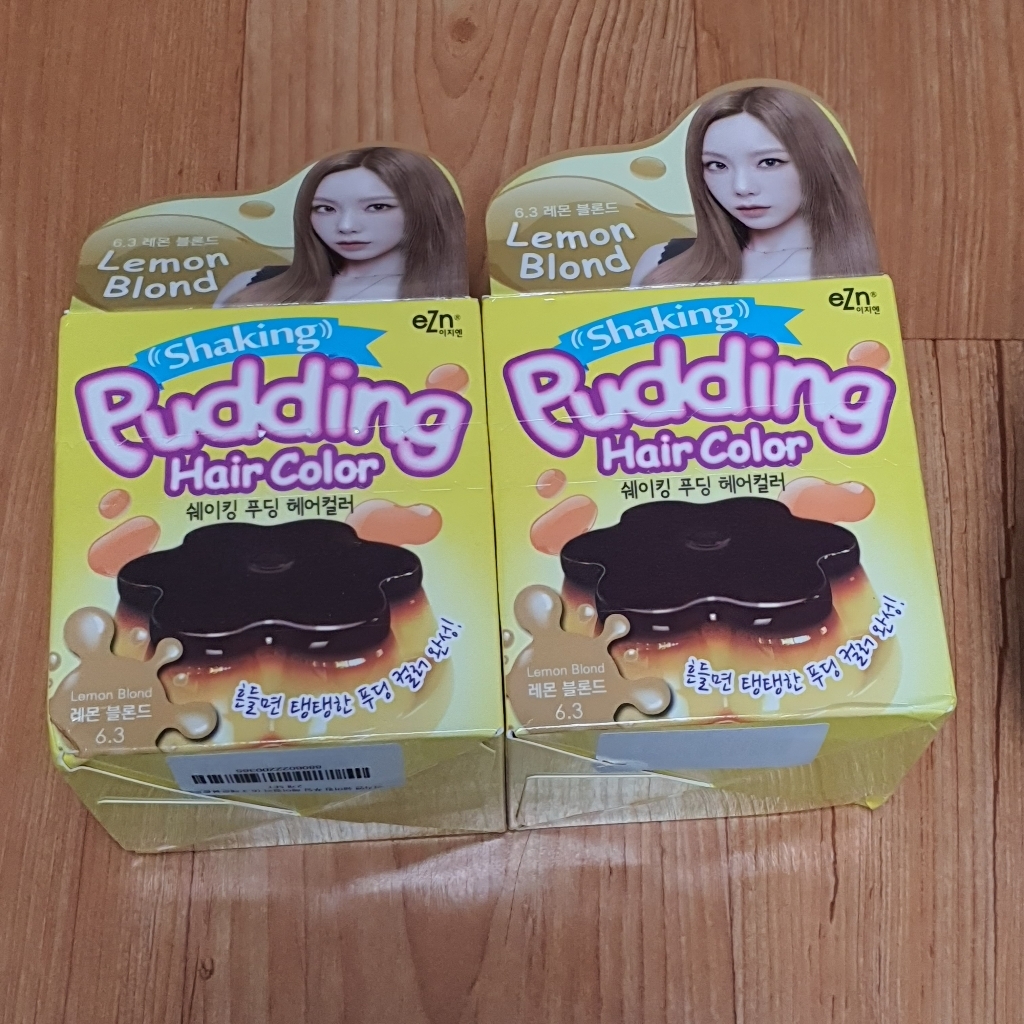 6.3 레몬 블론드
Lemon
Blond
eZn®
이지엔
Shaking
Pudding
Hair Color
쉐이킹 푸딩 헤어컬러
흔들면 탱탱한 푸딩 컬러 완성!
Lemon Blond
레몬 블론드
6.3
6.3 레몬 블론드
Lemon
Blond
eZn®
이지엔
Shaking
Pudding
Hair Color
쉐이킹 푸딩 헤어컬러
흔들면 탱탱한 푸딩 컬러 완성!
Lemon Blond
레몬 블론드
6.3